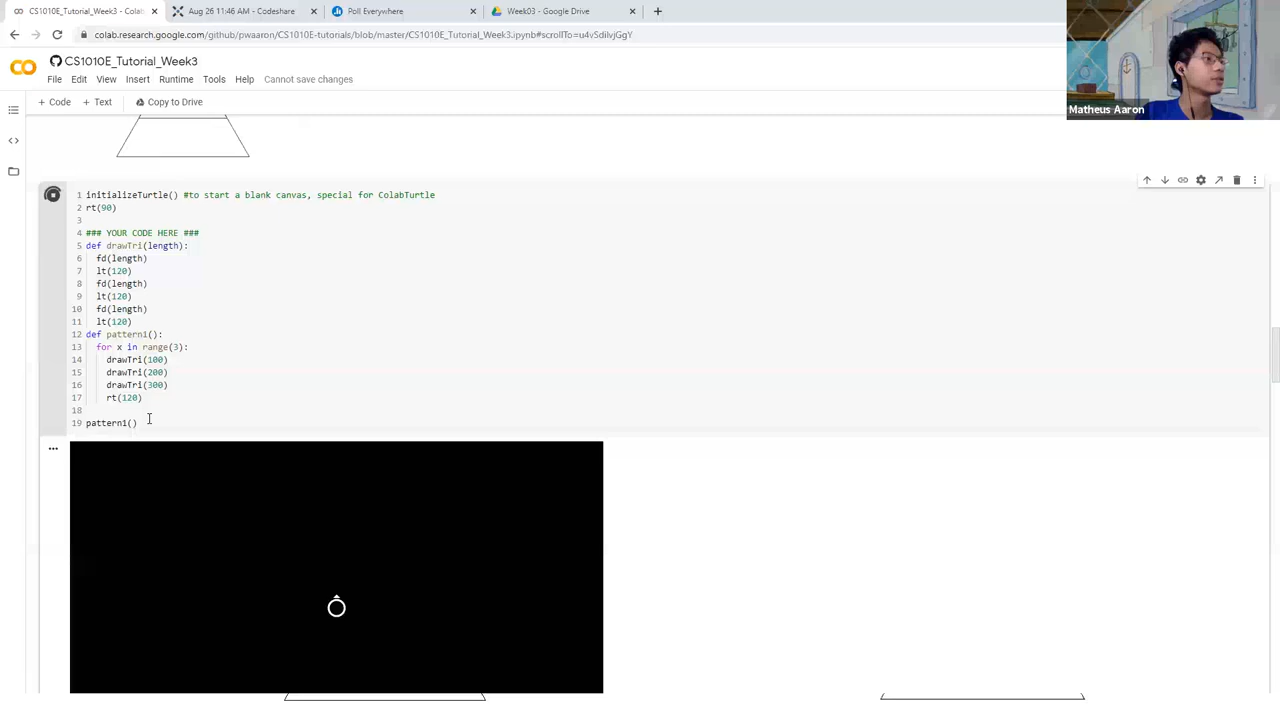 CS1010E_Tutorial_Week3 - Colab
Aug 26 11:46 AM - Codeshare
Poll Everywhere
Week03 - Google Drive
colab.research.google.com/github/pwaaron/CS1010E-tutorials/blob/master/CS1010E_Tutorial_Week3.ipynb#scrollTo=u4vSdiIvjGgY
CS1010E_Tutorial_Week3
File Edit View Insert Runtime Tools Help Cannot save changes
+ Code + Text Copy to Drive
Matheus Aaron
1 initializeTurtle() #to start a blank canvas, special for ColabTurtle
2 rt(90)
3
4 ### YOUR CODE HERE ###
5 def drawTri(length):
6 fd(length)
7 lt(120)
8 fd(length)
9 lt(120)
10 fd(length)
11 lt(120)
12 def pattern1():
13 for x in range(3):
14 drawTri(100)
15 drawTri(200)
16 drawTri(300)
17 rt(120)
18
19 pattern1()